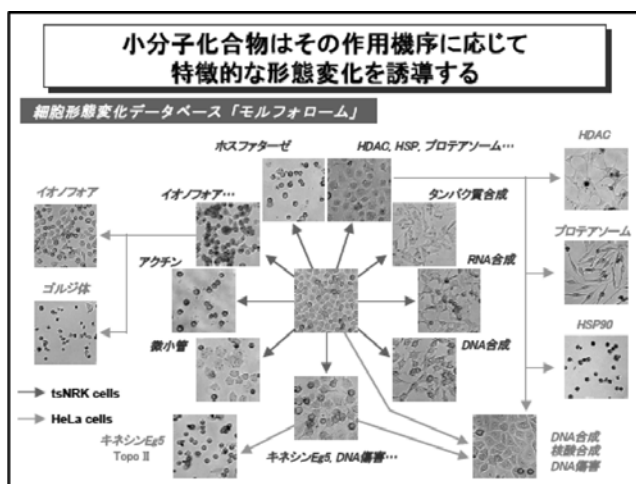 小分子化合物はその作用機序に応じて
特徴的な形態変化を誘導する
細胞形態変化データベース「モルフォローム」
ホスファターゼ
HDAC, HSP, プロテアソーム…
HDAC
イオノフォア
イオノフォア…
タンパク質合成
プロテアソーム
アクチン
RNA合成
ゴルジ体
HSP90
微小管
DNA合成
tsNRK cells
HeLa cells
キネシンEg5
Topo II
キネシンEg5, DNA傷害…
DNA合成
核酸合成
DNA傷害